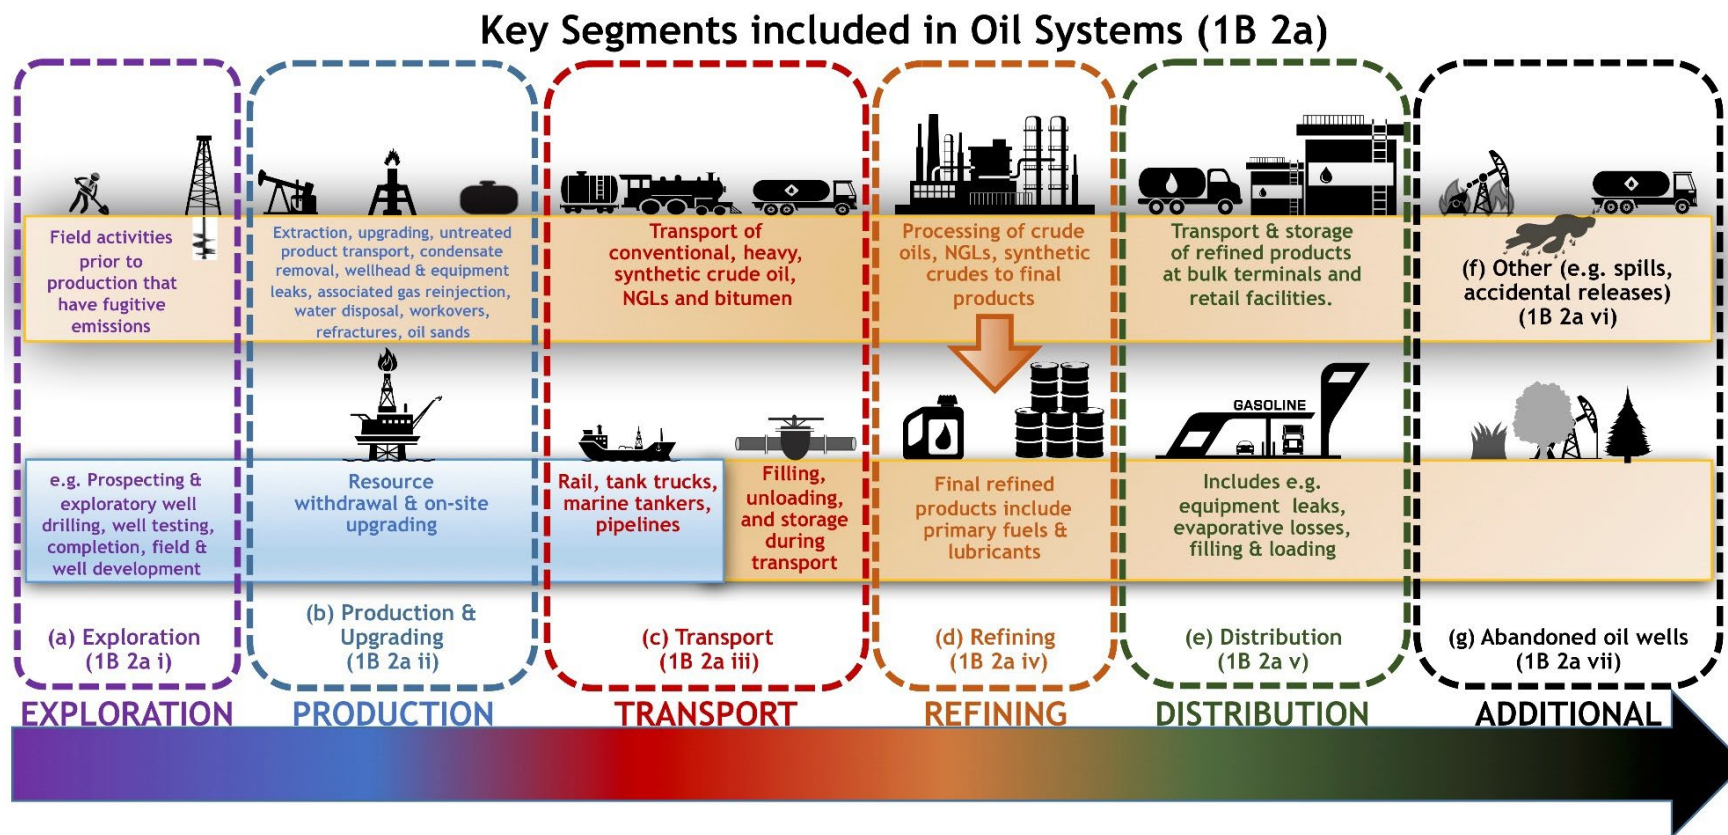 Key Segments included in Oil Systems (1B 2a)
Field activities
prior to
production that
have fugitive
emissions
e.g. Prospecting &
exploratory well
drilling, well testing,
completion, field &
well development
(a) Exploration
(1B 2a i)
EXPLORATION
Extraction, upgrading, untreated
product transport, condensate
removal, wellhead & equipment
leaks, associated gas reinjection,
water disposal, workovers,
refractures, oil sands
Resource
withdrawal & on-site
upgrading
(b) Production &
Upgrading
(1B 2a ii)
PRODUCTION
Transport of
conventional, heavy,
synthetic crude oil,
NGLs and bitumen
Rail, tank trucks,
marine tankers,
pipelines
Filling,
unloading,
and storage
during
transport
(c) Transport
(1B 2a iii)
TRANSPORT
Processing of crude
oils, NGLs, synthetic
crudes to final
products
Final refined
products include
primary fuels &
lubricants
(d) Refining
(1B 2a iv)
REFINING
Transport & storage
of refined products
at bulk terminals and
retail facilities.
GASOLINE
Includes e.g.
equipment leaks,
evaporative losses,
filling & loading
(e) Distribution
(1B 2a v)
DISTRIBUTION
(f) Other (e.g. spills,
accidental releases)
(1B 2a vi)
(g) Abandoned oil wells
(1B 2a vii)
ADDITIONAL